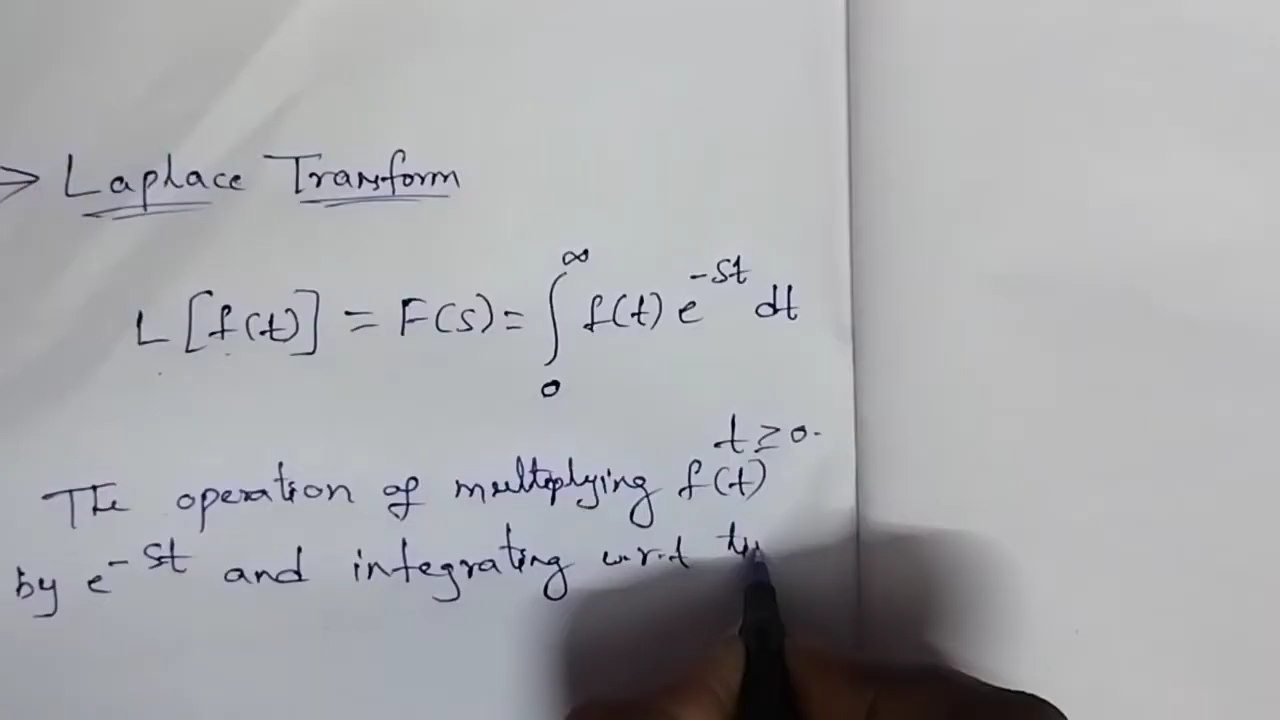 → Laplace Transform
L[f(t)] = F(s) = ∫₀^∞ f(t) e^{-st} dt
t ≥ 0.
The operation of multiplying f(t)
by e^{-st} and integrating w.r.t